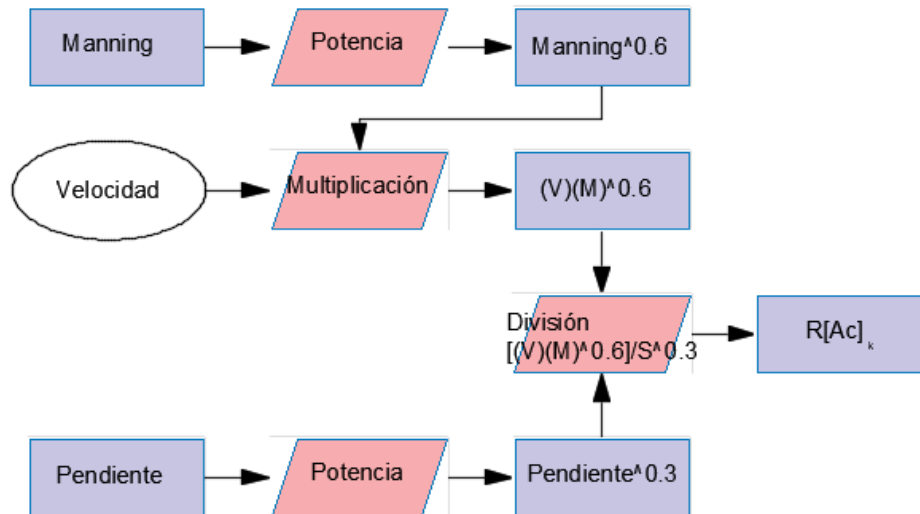 Manning
Potencia
Manning^0.6
Velocidad
Multiplicación
(V)(M)^0.6
División
[(V)(M)^0.6]/S^0.3
R[Ac]k
Pendiente
Potencia
Pendiente^0.3